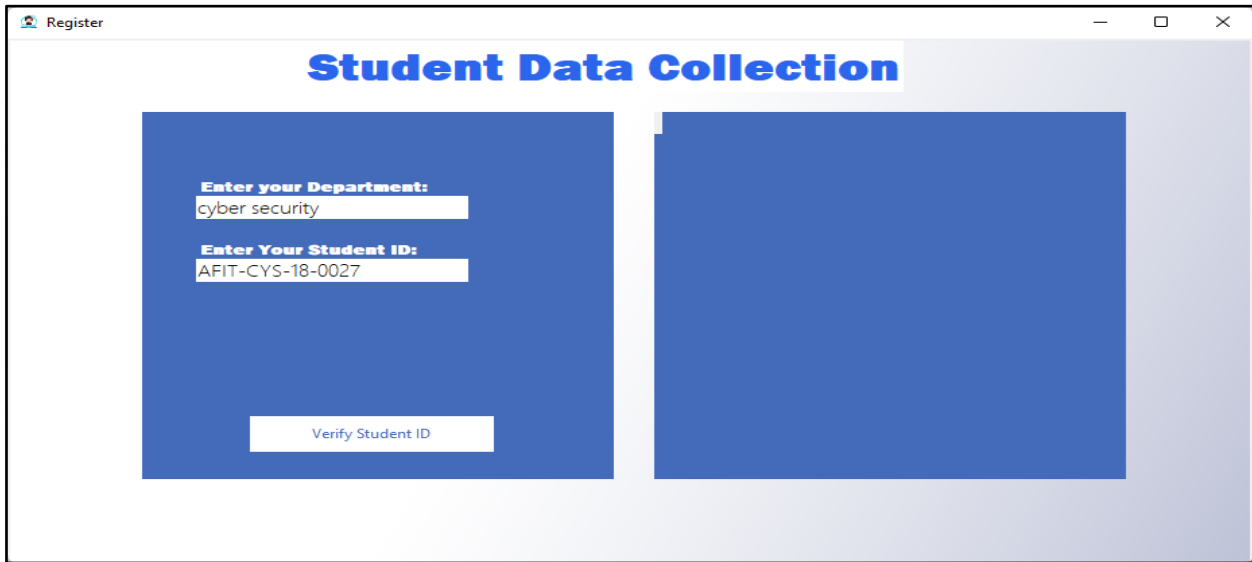 Register
Student Data Collection
Enter your Department:
cyber security
Enter Your Student ID:
AFIT-CYS-18-0027
Verify Student ID